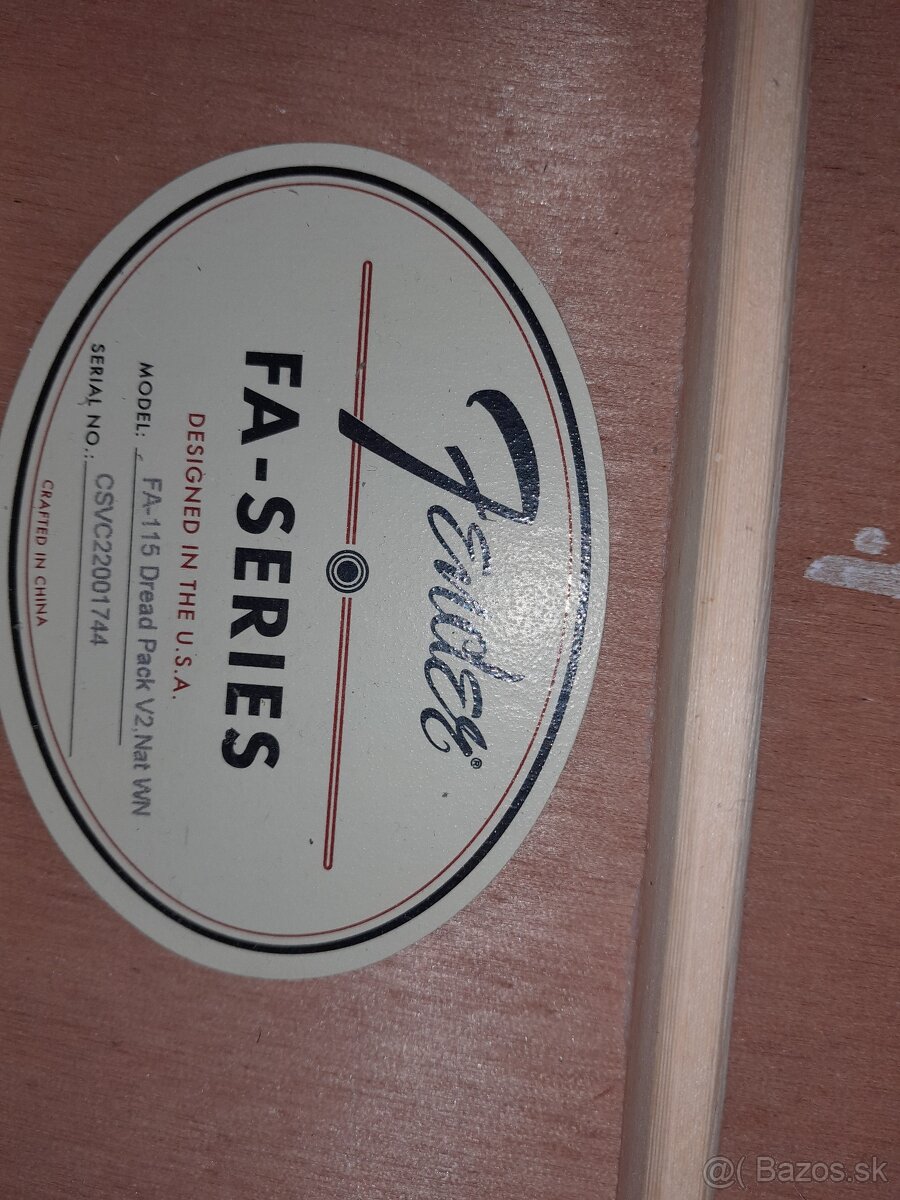 Fender®
FA-SERIES
DESIGNED IN THE U.S.A.
MODEL: FA-115 Dread Pack V2,Nat WN
SERIAL NO.: CSVC22001744
CRAFTED IN CHINA
@( Bazos.sk